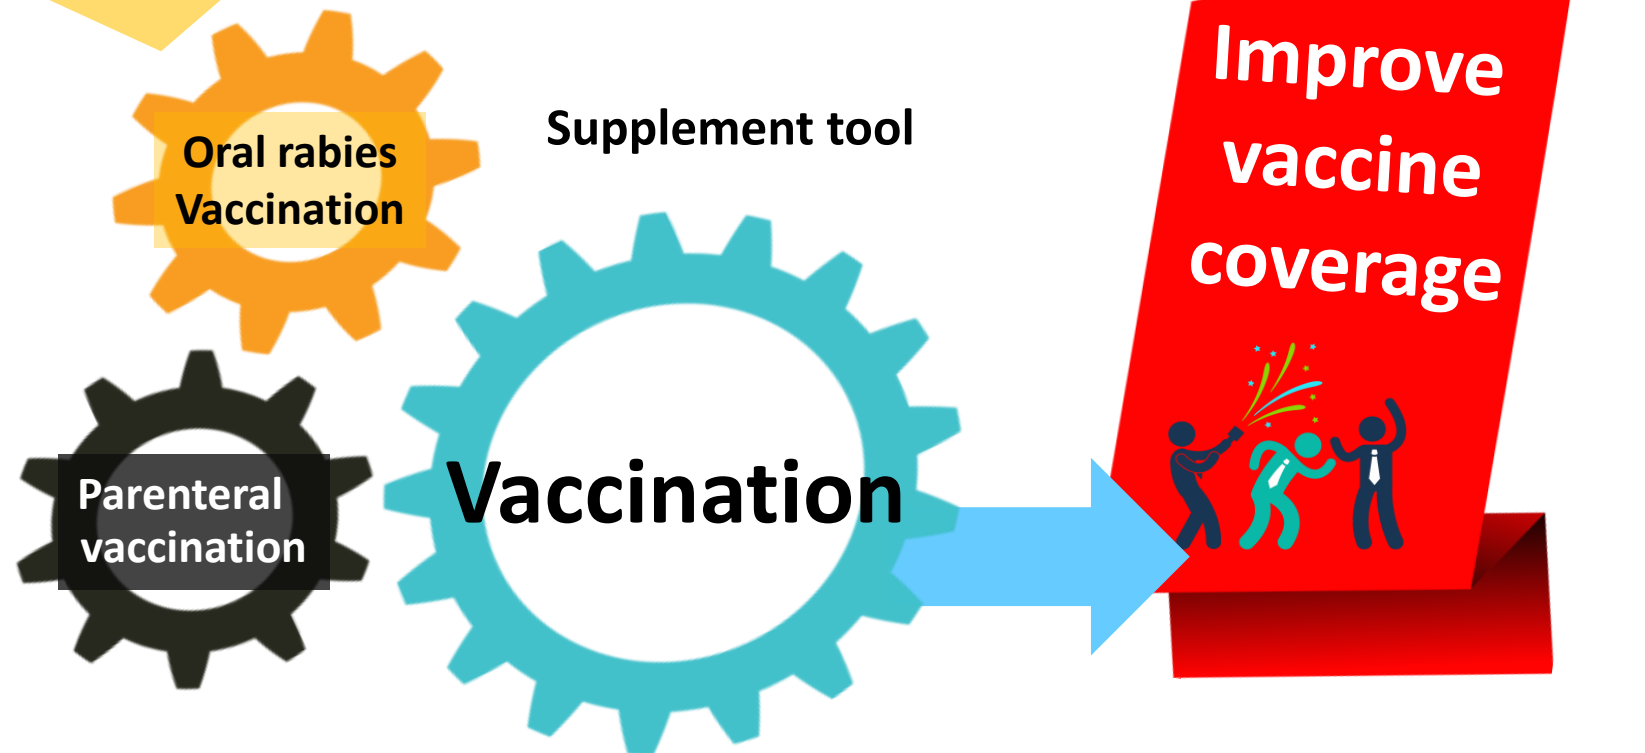 Oral rabies
Vaccination
Supplement tool
Parenteral
vaccination
Vaccination
Improve
vaccine
coverage